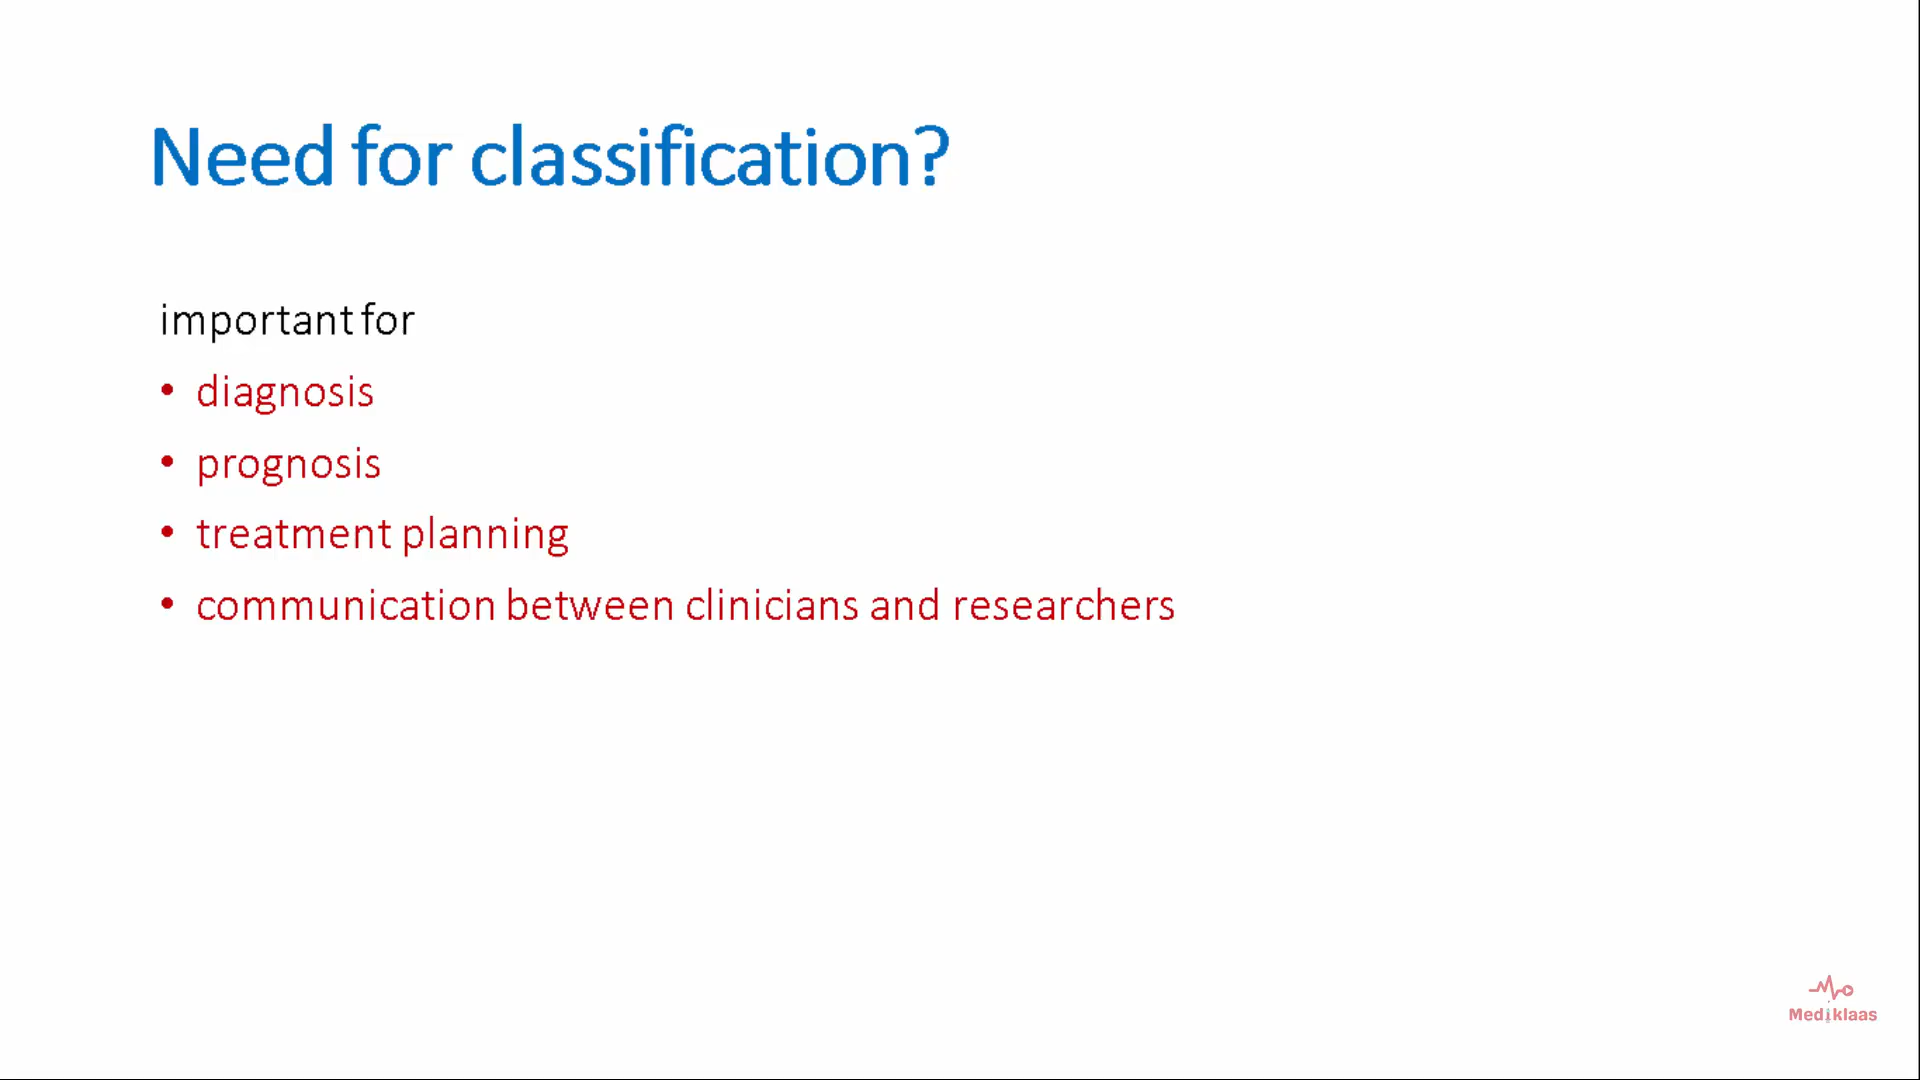 Need for classification?
important for
• diagnosis
• prognosis
• treatment planning
• communication between clinicians and researchers
Mediklaas